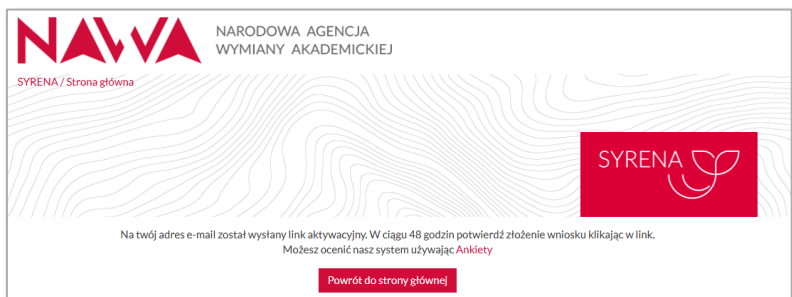 NAWA
NARODOWA AGENCJA
WYMIANY AKADEMICKIEJ
SYRENA / Strona główna
SYRENA
Na twój adres e-mail został wysłany link aktywacyjny. W ciągu 48 godzin potwierdź złożenie wniosku klikając w link.
Możesz ocenić nasz system używając Ankiety
Powrót do strony głównej